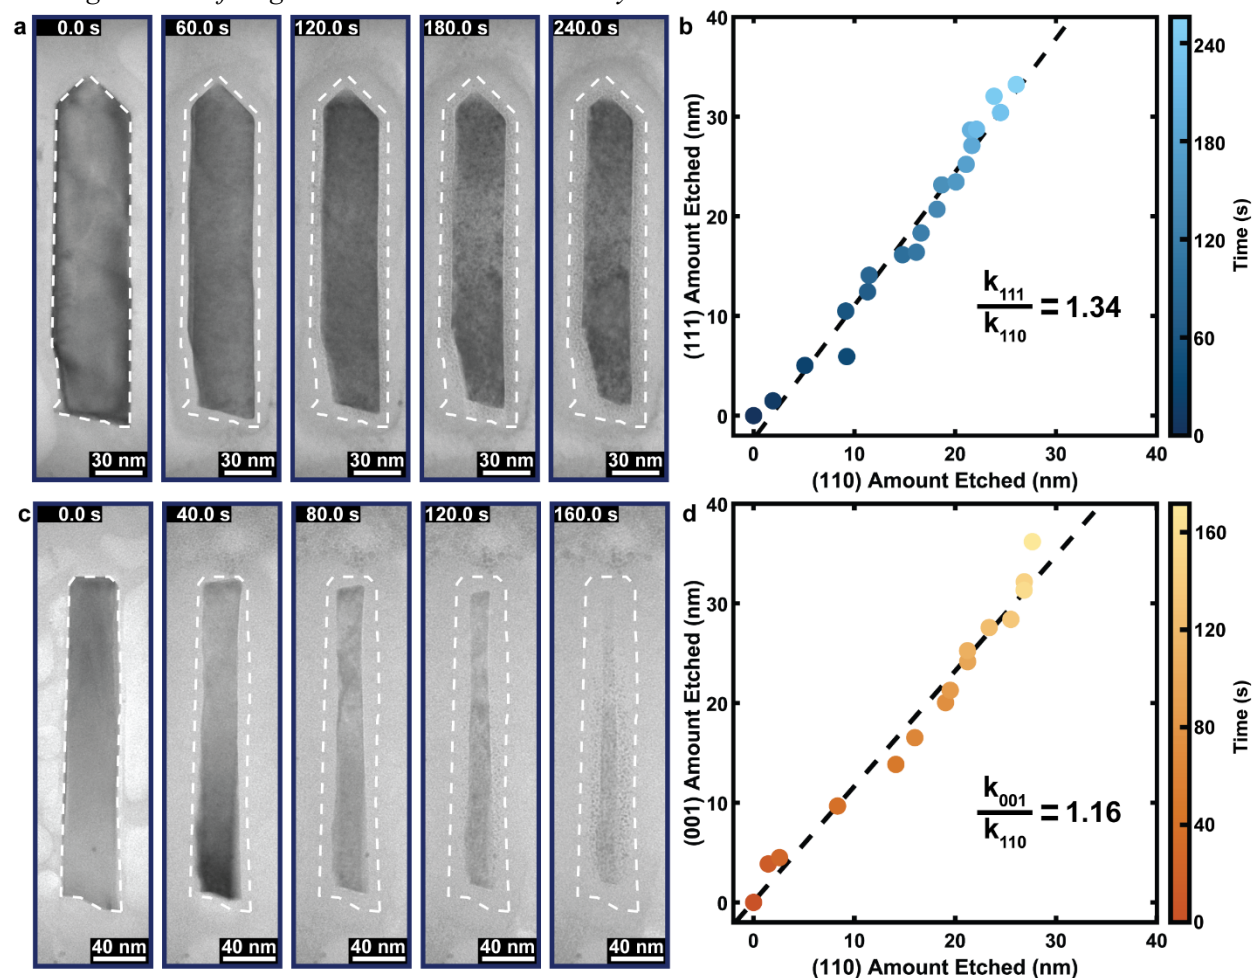 a
0.0 s
60.0 s
120.0 s
180.0 s
240.0 s
30 nm
30 nm
30 nm
30 nm
30 nm
b
40
30
20
10
0
(111) Amount Etched (nm)
k111
k110
= 1.34
0
10
20
30
40
(110) Amount Etched (nm)
240
180
120
60
0
Time (s)
c
0.0 s
40.0 s
80.0 s
120.0 s
160.0 s
40 nm
40 nm
40 nm
40 nm
40 nm
d
40
30
20
10
0
(001) Amount Etched (nm)
k001
k110
= 1.16
0
10
20
30
40
(110) Amount Etched (nm)
160
120
80
40
0
Time (s)